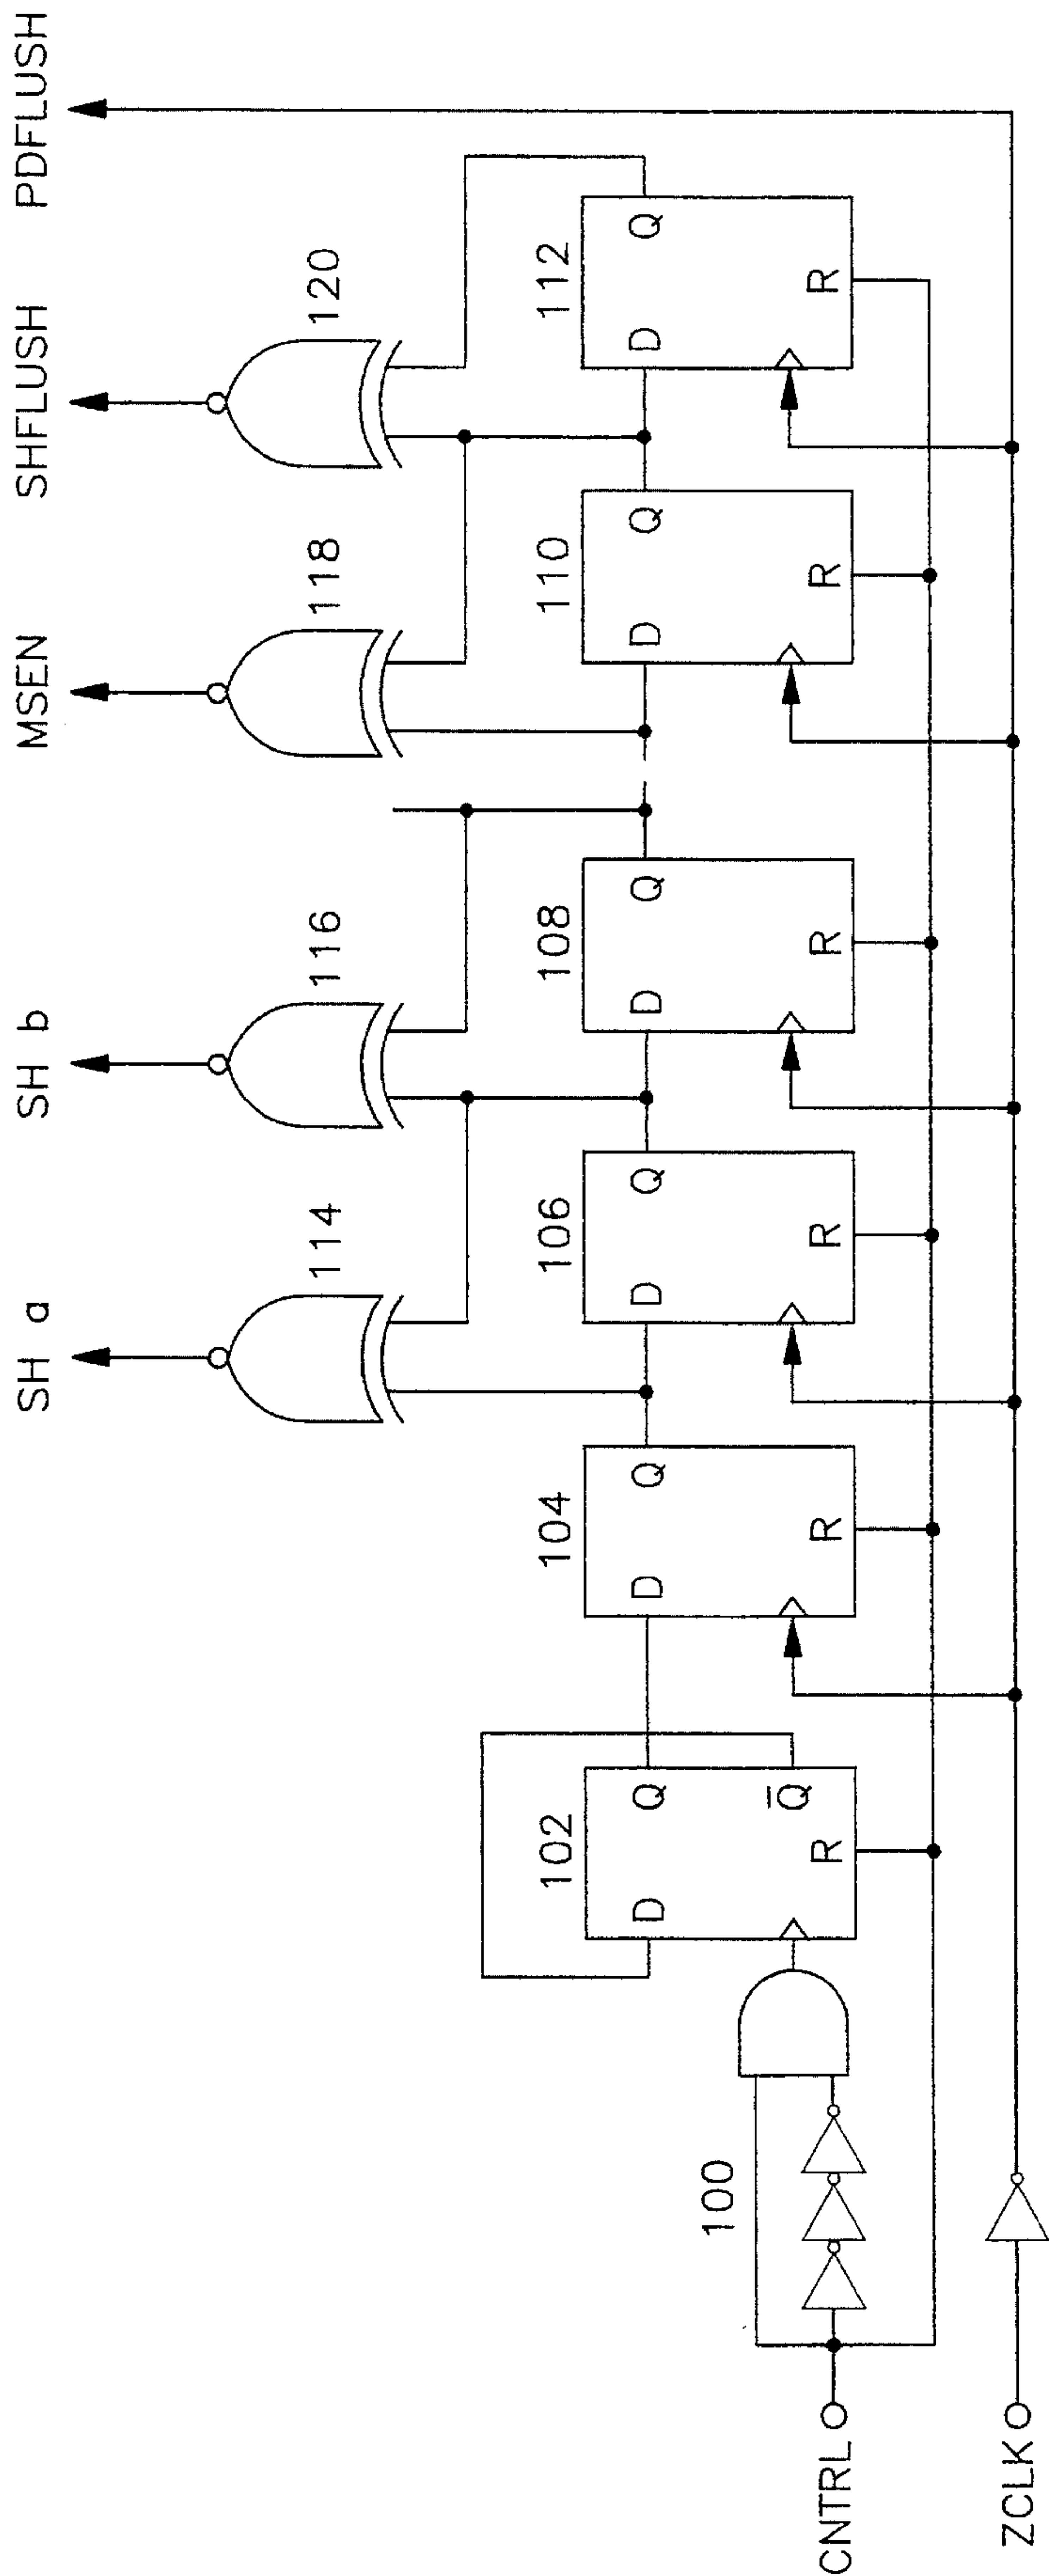 SH a
SH b
MSEN
SHFLUSH
PDFLUSH
114
116
118
120
102
104
106
108
110
112
D Q
Q̅
R
D Q
R
D Q
R
D Q
R
D Q
R
D Q
R
100
CNTRL
ZCLK